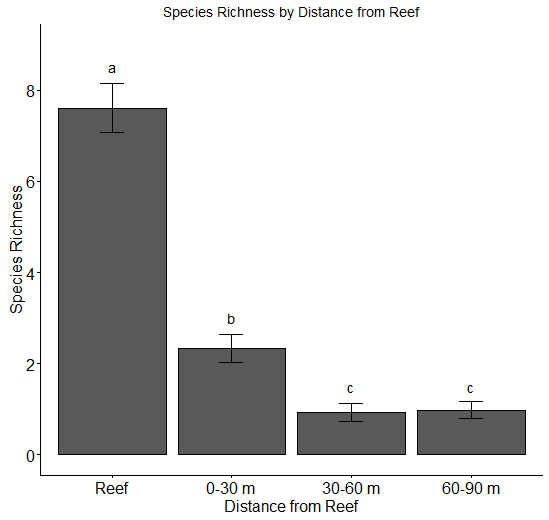 Species Richness by Distance from Reef
Species Richness
8
6
4
2
0
a
b
c
c
Reef
0-30 m
30-60 m
60-90 m
Distance from Reef